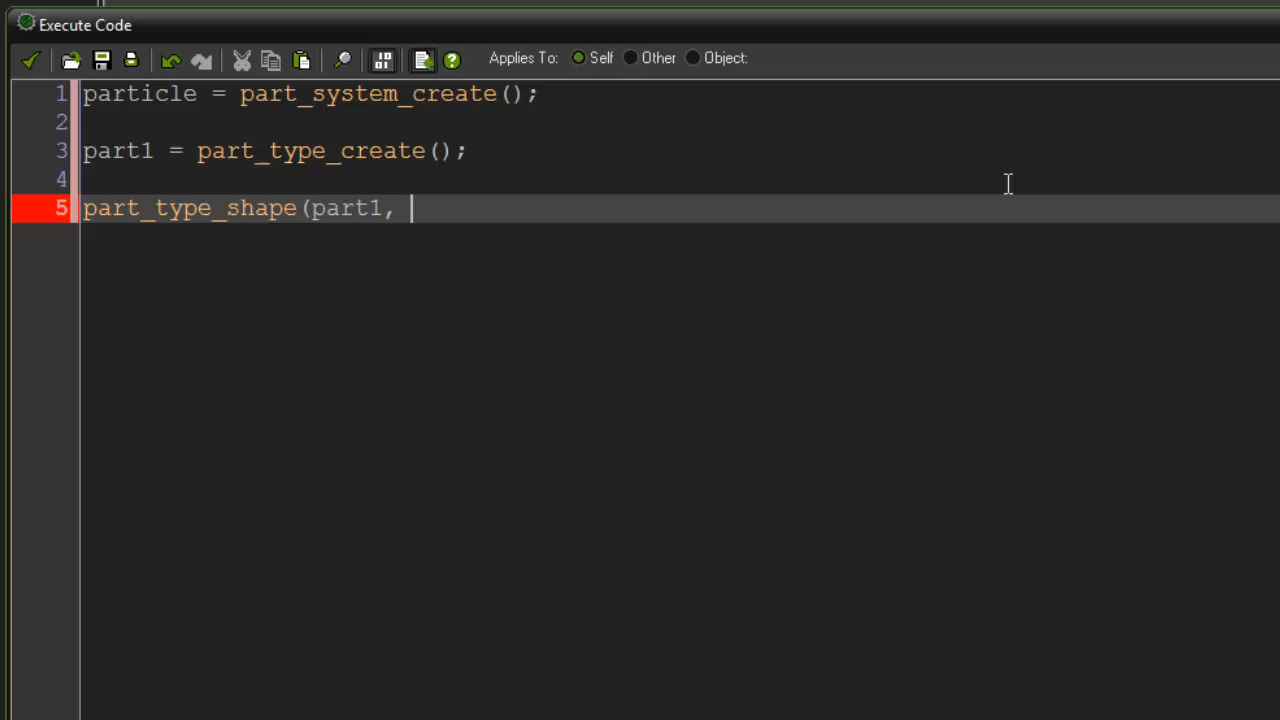 Execute Code
Applies To: Self Other Object:
1 particle = part_system_create();
2
3 part1 = part_type_create();
4
5 part_type_shape(part1,